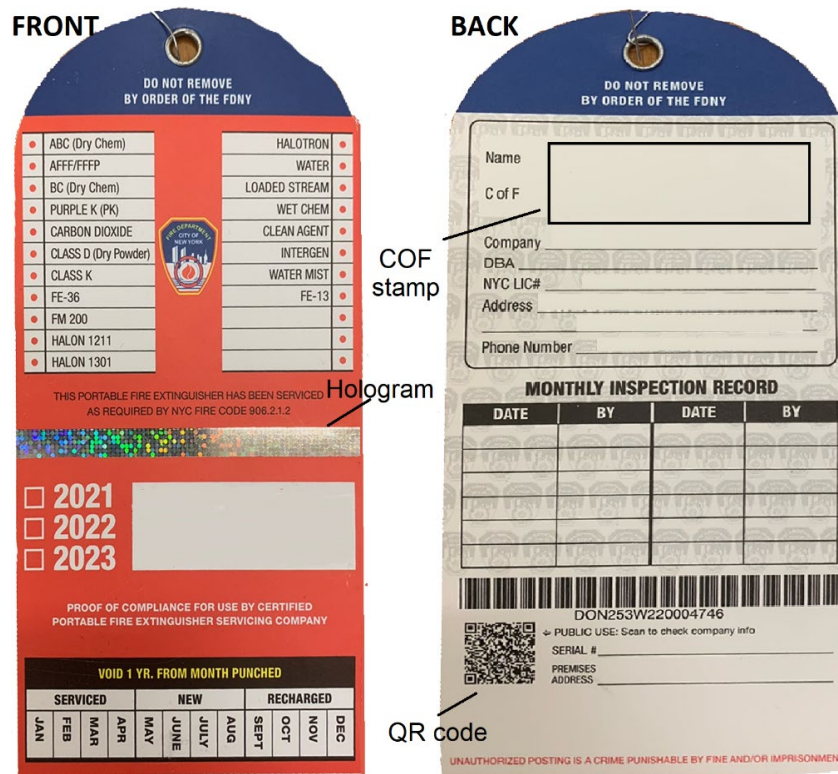 FRONT
DO NOT REMOVE
BY ORDER OF THE FDNY
ABC (Dry Chem)
AFFF/FFFP
BC (Dry Chem)
PURPLE K (PK)
CARBON DIOXIDE
CLASS D (Dry Powder)
CLASS K
FE-36
FM 200
HALON 1211
HALON 1301
HALOTRON
WATER
LOADED STREAM
WET CHEM
CLEAN AGENT
INTERGEN
WATER MIST
FE-13
FIRE DEPARTMENT
CITY OF
NEW YORK
THIS PORTABLE FIRE EXTINGUISHER HAS BEEN SERVICED
AS REQUIRED BY NYC FIRE CODE 906.2.1.2
Hologram
2021
2022
2023
PROOF OF COMPLIANCE FOR USE BY CERTIFIED
PORTABLE FIRE EXTINGUISHER SERVICING COMPANY
VOID 1 YR. FROM MONTH PUNCHED
SERVICED NEW RECHARGED
JAN FEB MAR APR MAY JUNE JULY AUG SEPT OCT NOV DEC
BACK
DO NOT REMOVE
BY ORDER OF THE FDNY
Name
C of F
COF
stamp
Company
DBA
NYC LIC#
Address
Phone Number
MONTHLY INSPECTION RECORD
DATE BY DATE BY
DON253W220004746
PUBLIC USE: Scan to check company info
SERIAL #
PREMISES
ADDRESS
QR code
UNAUTHORIZED POSTING IS A CRIME PUNISHABLE BY FINE AND/OR